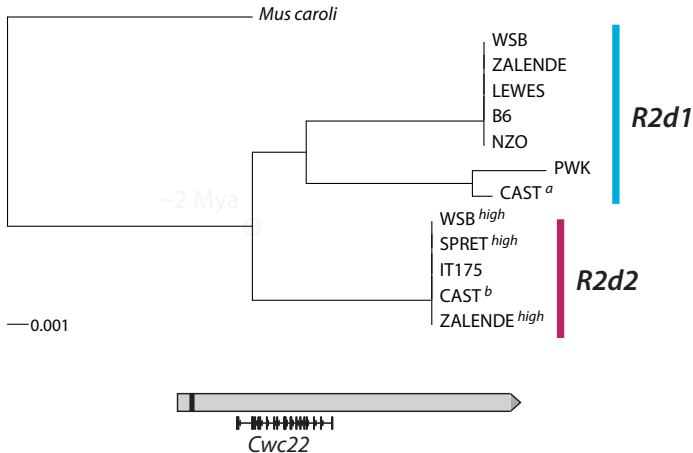 Mus caroli
WSB
ZALENDE
LEWES
B6
NZO
R2d1
PWK
CAST a
~2 Mya
WSB high
SPRET high
IT175
CAST b
ZALENDE high
R2d2
0.001
Cwc22